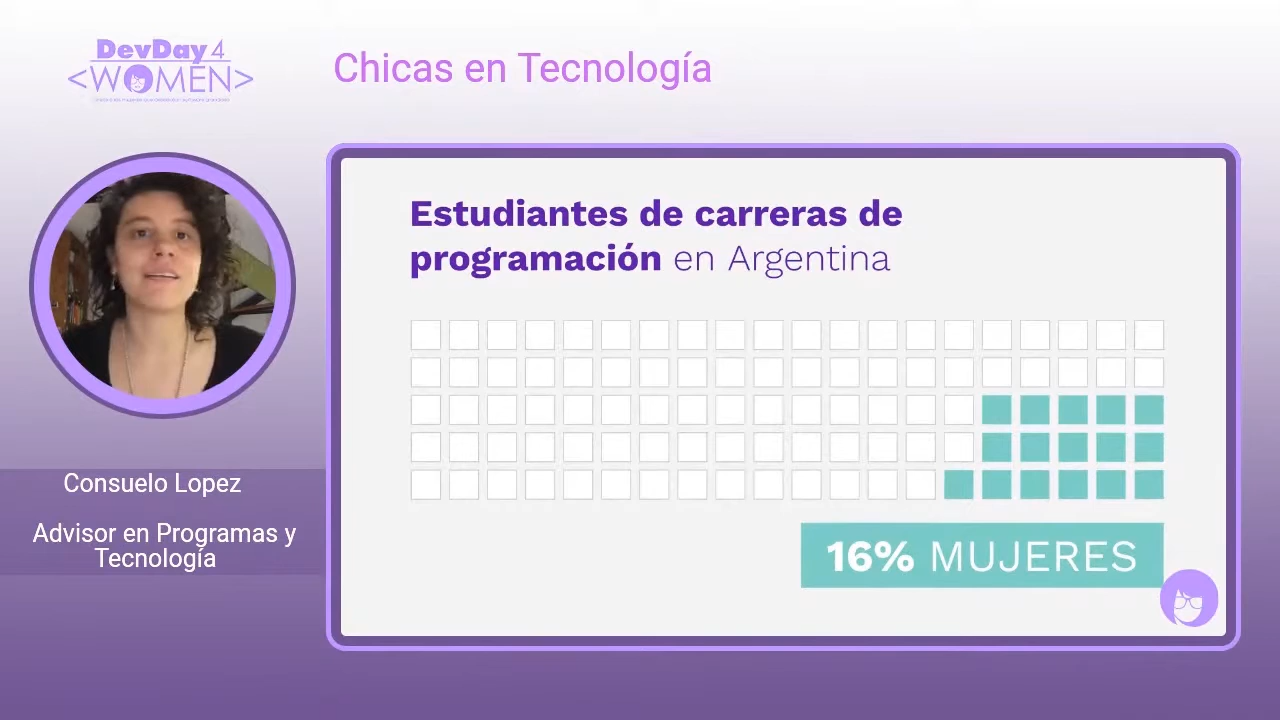 DevDay4
<WOMEN>
Chicas en Tecnología
Estudiantes de carreras de
programación en Argentina
16% MUJERES
Consuelo Lopez
Advisor en Programas y
Tecnología